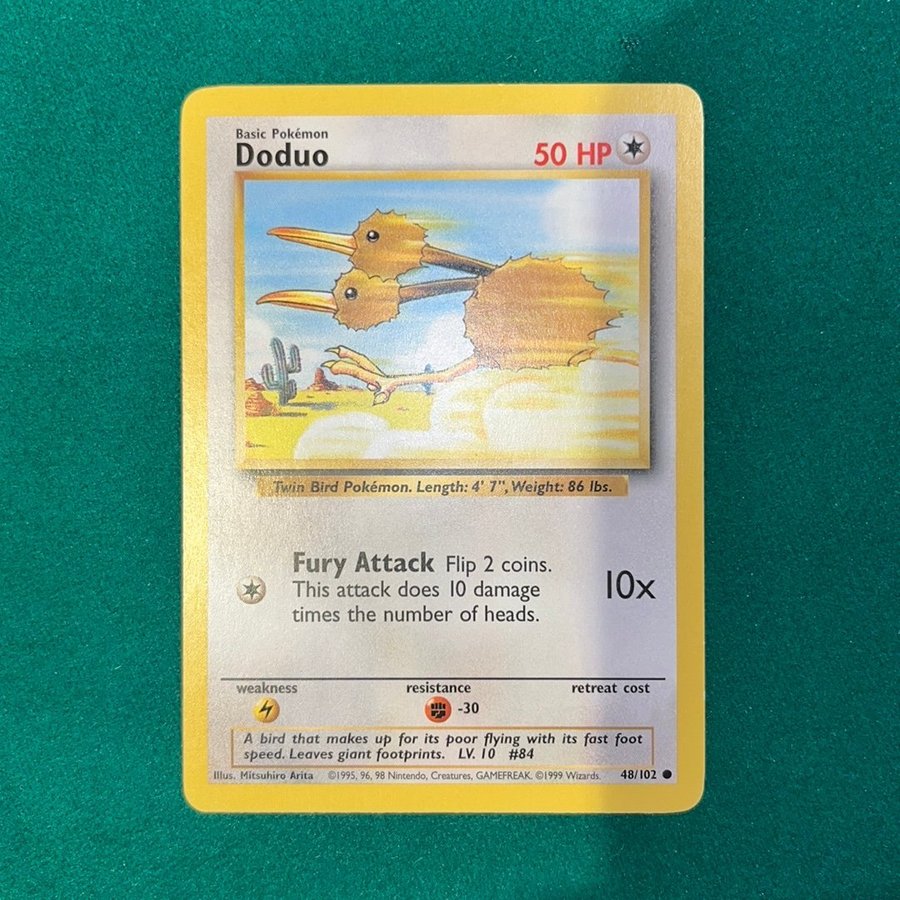 Basic Pokémon
Doduo 50 HP
Twin Bird Pokémon. Length: 4' 7", Weight: 86 lbs.
Fury Attack Flip 2 coins.
This attack does 10 damage
times the number of heads.
10x
weakness resistance retreat cost
-30
A bird that makes up for its poor flying with its fast foot
speed. Leaves giant footprints. LV. 10 #84
Illus. Mitsuhiro Arita ©1995, 96, 98 Nintendo, Creatures, GAMEFREAK. ©1999 Wizards. 48/102